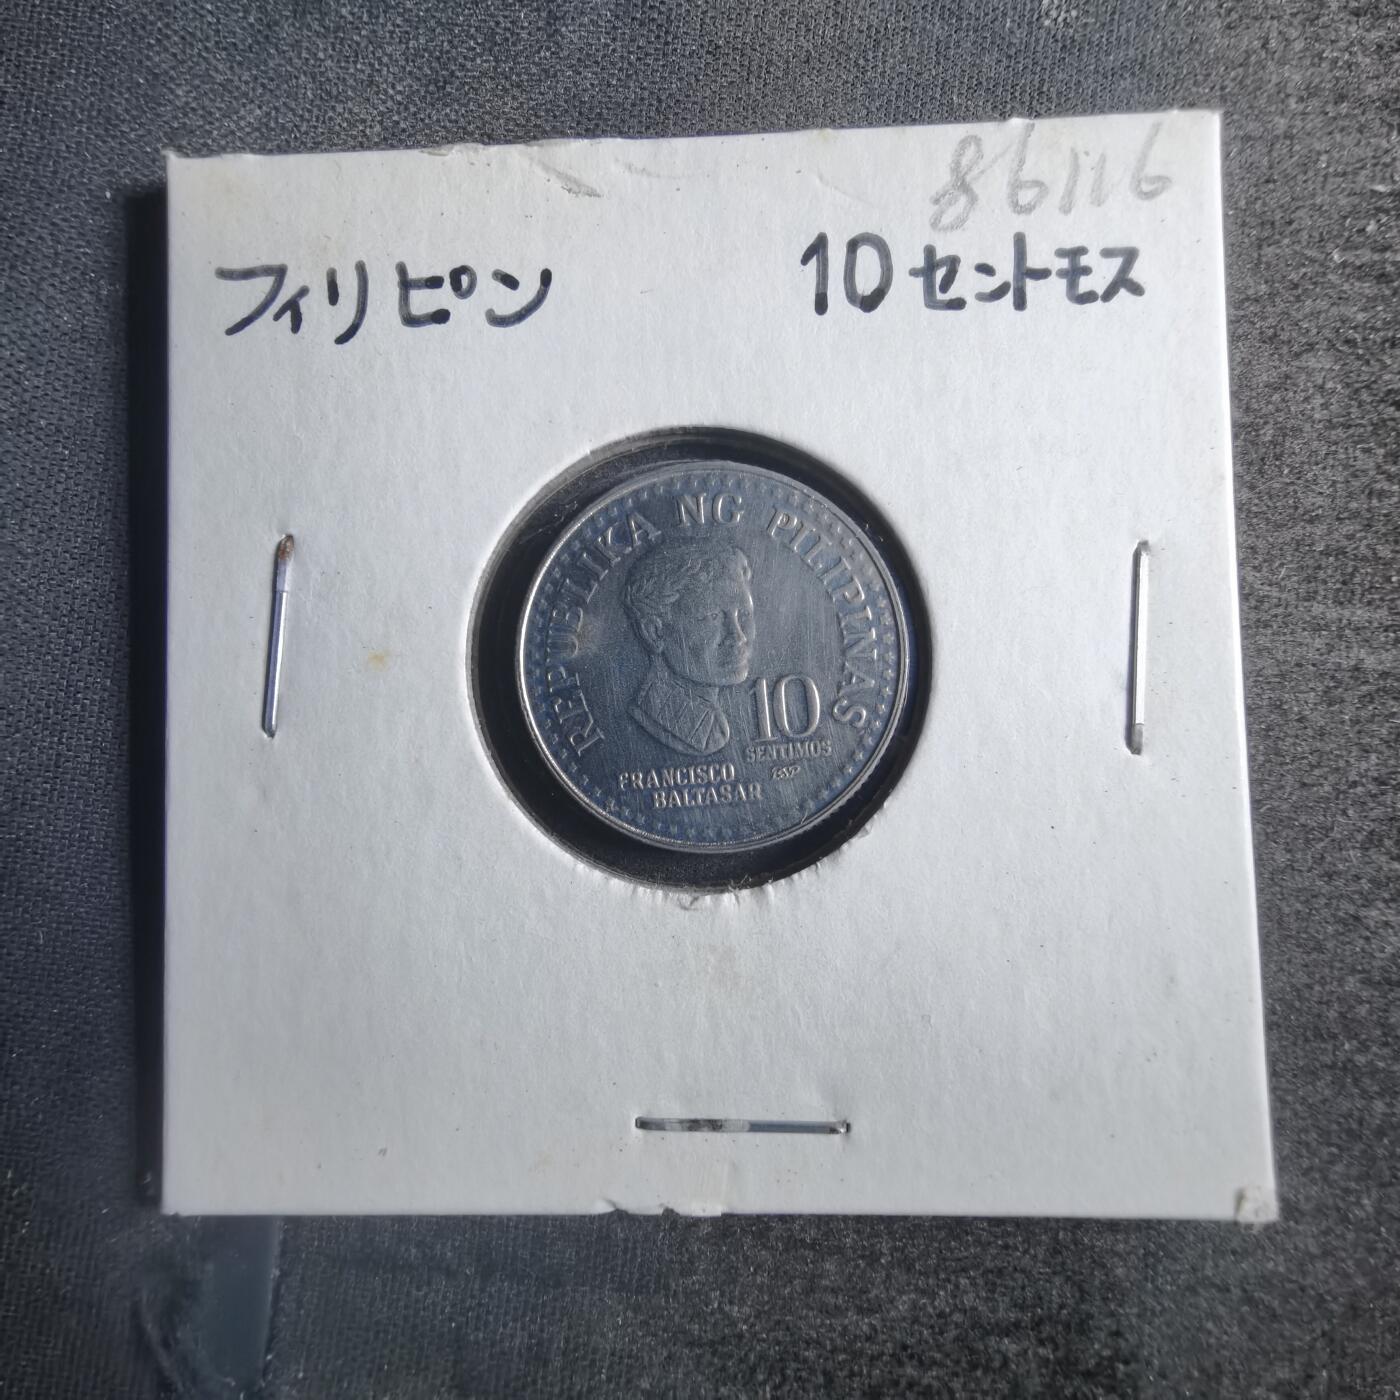 86116
フィリピン 10セントモス
REPUBLIKA NG PILIPINAS
10
SENTIMOS
FRANCISCO
BALTASAR
BSP